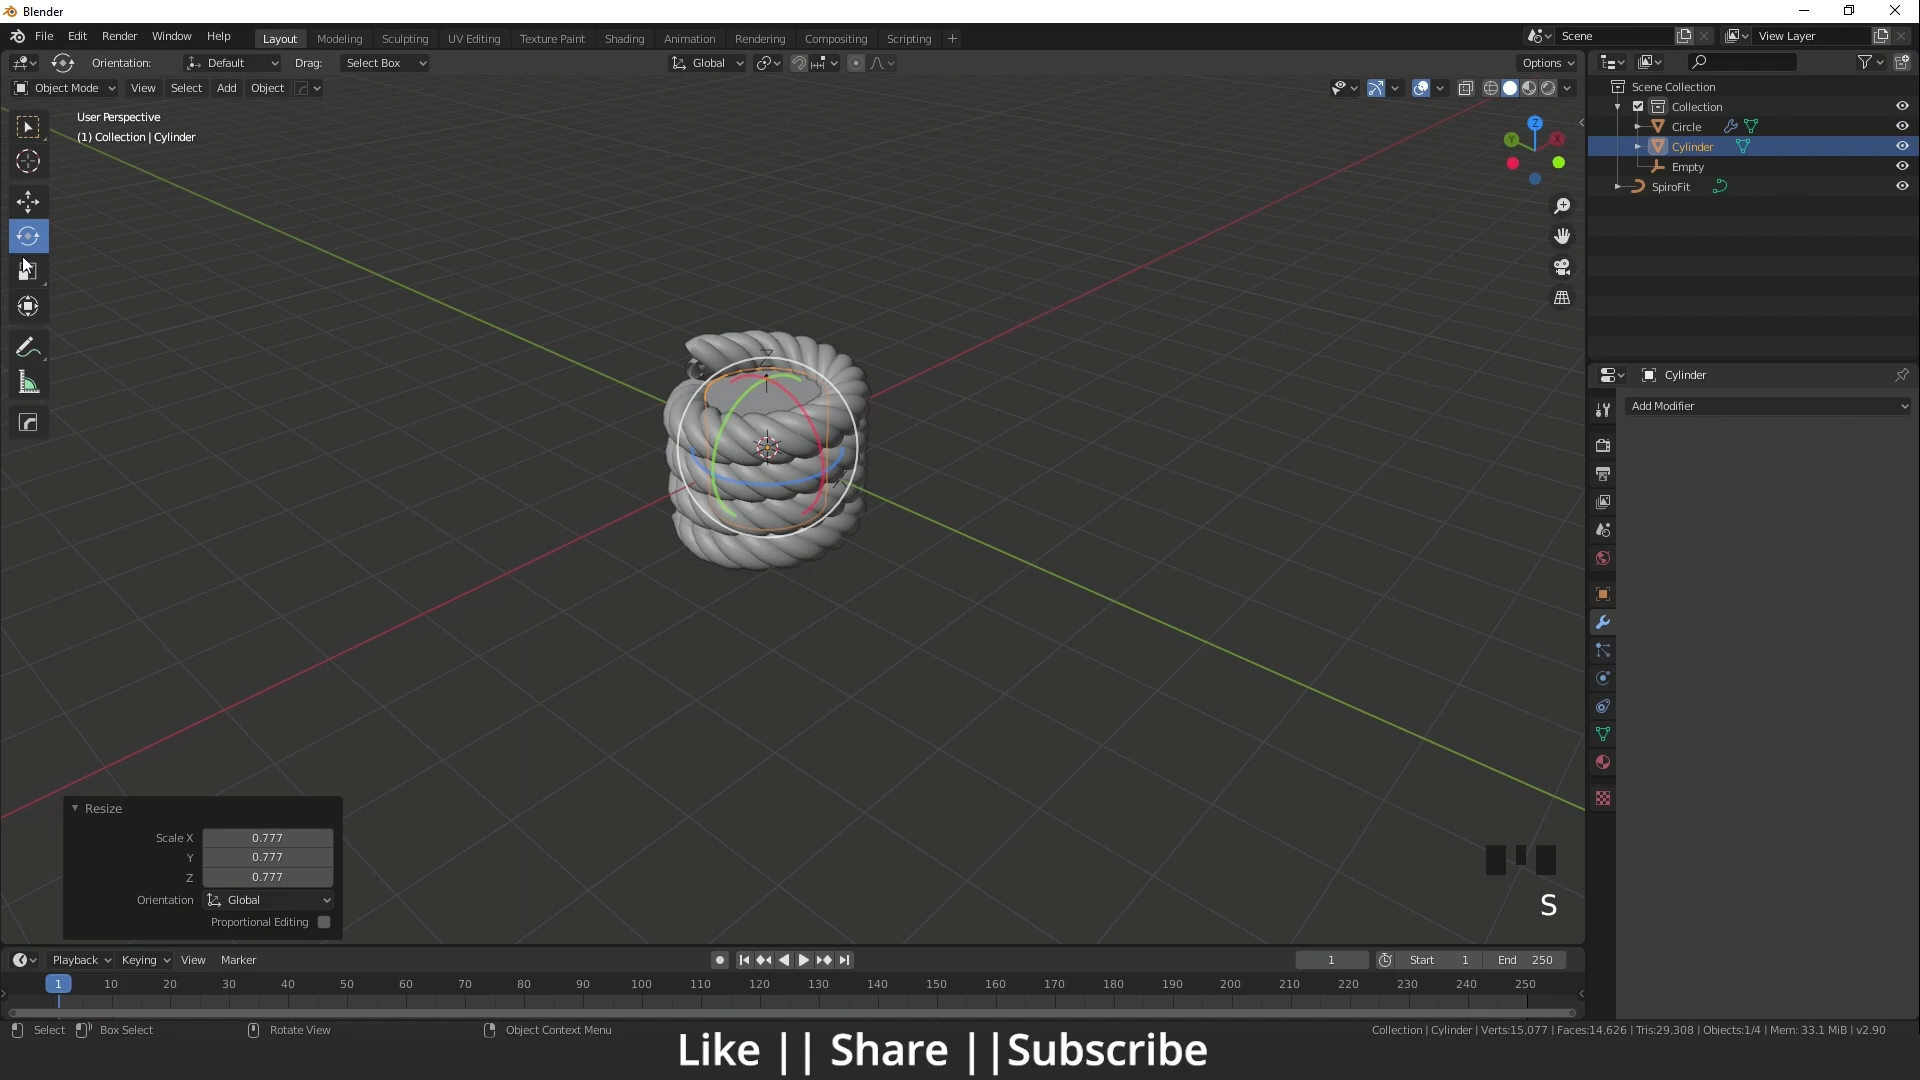 Blender
File Edit Render Window Help Layout Modeling Sculpting UV Editing Texture Paint Shading Animation Rendering Compositing Scripting + Scene View Layer
Orientation: Default Drag: Select Box Global Options
Object Mode View Select Add Object
User Perspective
(1) Collection | Cylinder
Z
Y
X
Scene Collection
Collection
Circle
Cylinder
Empty
SpiroFit
Cylinder
Add Modifier
Resize
Scale X 0.777
Y 0.777
Z 0.777
Orientation Global
Proportional Editing
S
Playback Keying View Marker 1 Start 1 End 250
1 10 20 30 40 50 60 70 80 90 100 110 120 130 140 150 160 170 180 190 200 210 220 230 240 250
Select Box Select Rotate View Object Context Menu Collection | Cylinder | Verts:15,077 | Faces:14,626 | Tris:29,308 | Objects:1/4 | Mem: 33.1 MiB | v2.90
Like || Share ||Subscribe